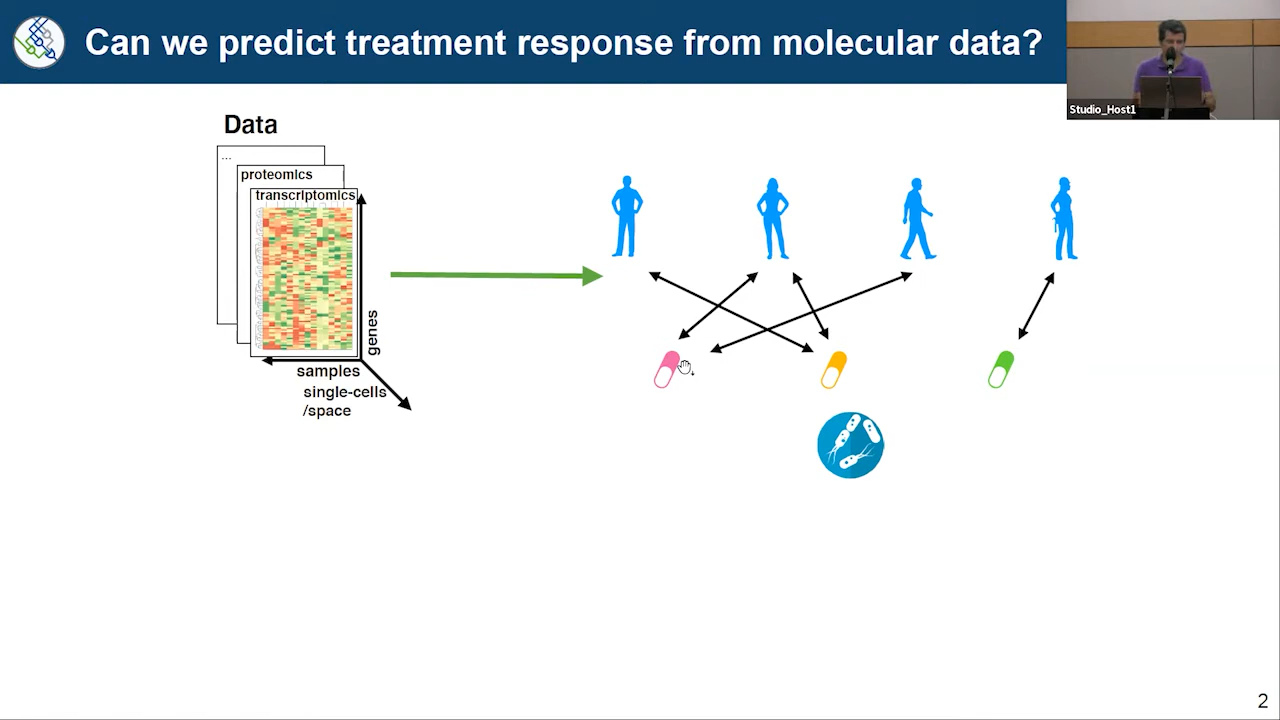 Can we predict treatment response from molecular data?
Studio_Host1
Data
...
proteomics
transcriptomics
genes
samples
single-cells
/space
2